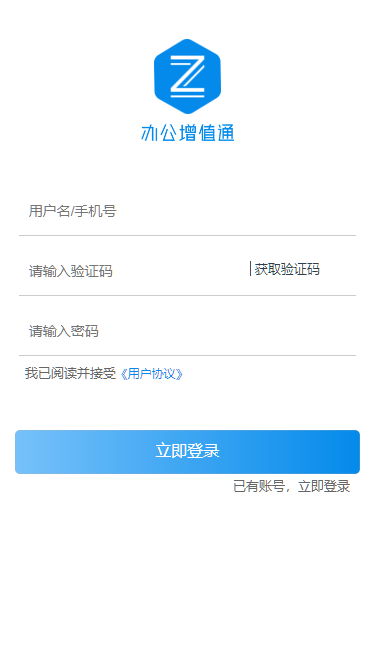 Z
办公增值通
用户名/手机号
请输入验证码
| 获取验证码
请输入密码
我已阅读并接受《用户协议》
立即登录
已有账号，立即登录